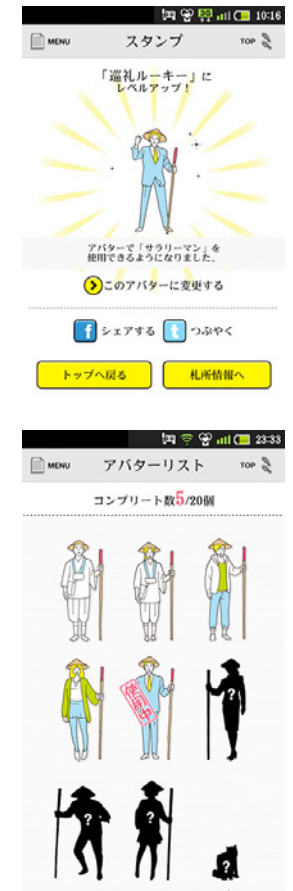 10:16
MENU
スタンプ
TOP
「巡礼ルーキー」に
レベルアップ！
アバターで「サラリーマン」を
使用できるようになりました。
このアバターに変更する
f シェアする t つぶやく
トップへ戻る 札所情報へ
23:33
MENU
アバターリスト
TOP
コンプリート数5/20個
使用中
?
? ? ?